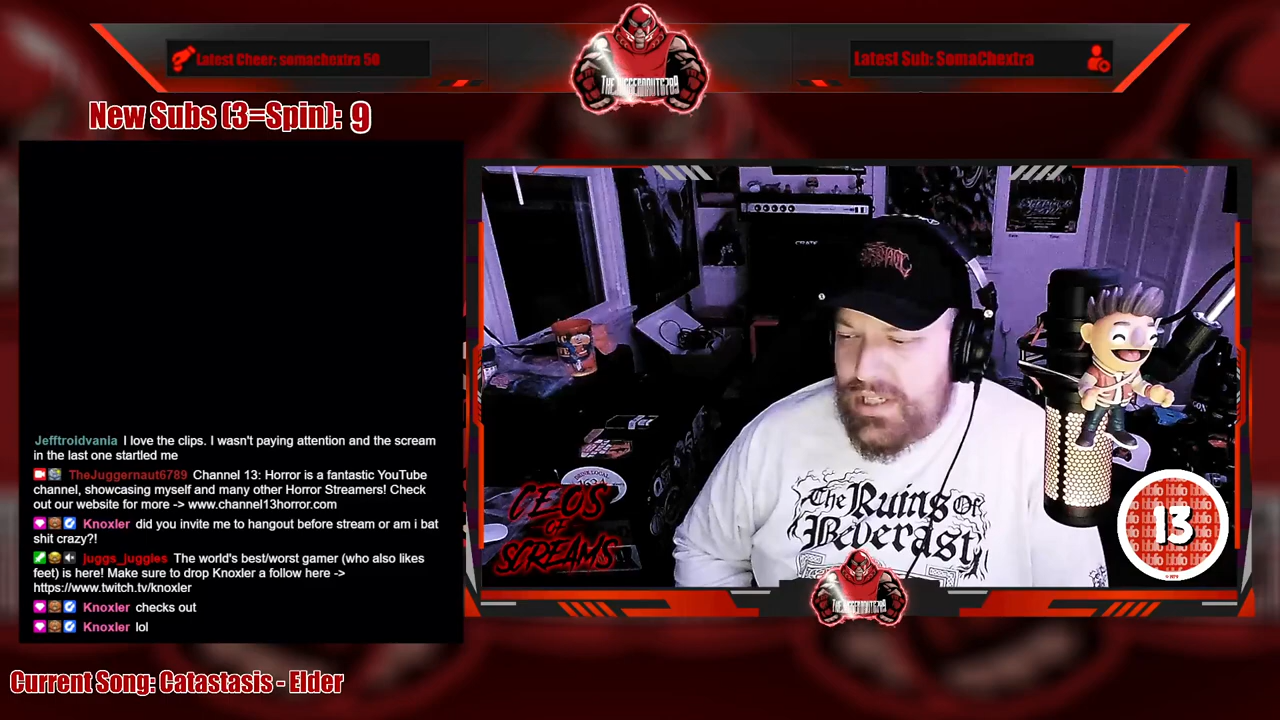 Latest Cheer: somachextra 50
THEJUGGERNAUT6789
Latest Sub: SomaChextra
New Subs (3=Spin): 9
Jefftroidvania I love the clips. I wasn't paying attention and the scream
in the last one startled me
TheJuggernaut6789 Channel 13: Horror is a fantastic YouTube
channel, showcasing myself and many other Horror Streamers! Check
out our website for more -> www.channel13horror.com
Knoxler did you invite me to hangout before stream or am i bat
shit crazy?!
juggs_juggles The world's best/worst gamer (who also likes
feet) is here! Make sure to drop Knoxler a follow here ->
https://www.twitch.tv/knoxler
Knoxler checks out
Knoxler lol
CRATE
The Ruins Of
Beverast
CEOS
OF
SCREAMS
13
THEJUGGERNAUT6789
Current Song: Catastasis - Elder